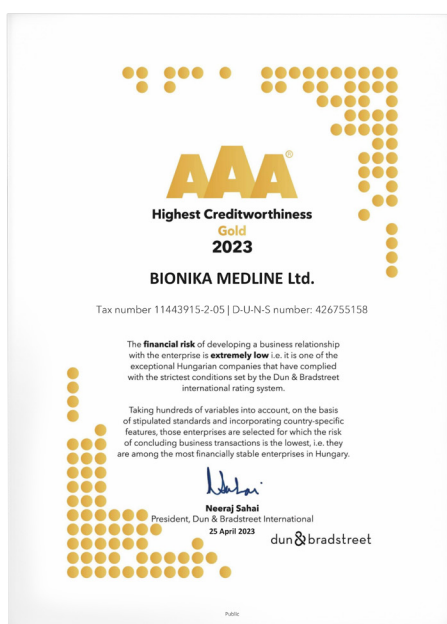 AAA®
Highest Creditworthiness
Gold
2023
BIONIKA MEDLINE Ltd.
Tax number 11443915-2-05 | D-U-N-S number: 426755158
The financial risk of developing a business relationship
with the enterprise is extremely low i.e. it is one of the
exceptional Hungarian companies that have complied
with the strictest conditions set by the Dun & Bradstreet
international rating system.
Taking hundreds of variables into account, on the basis
of stipulated standards and incorporating country-specific
features, those enterprises are selected for which the risk
of concluding business transactions is the lowest, i.e. they
are among the most financially stable enterprises in Hungary.
Neeraj Sahai
President, Dun & Bradstreet International
25 April 2023
dun & bradstreet
Public